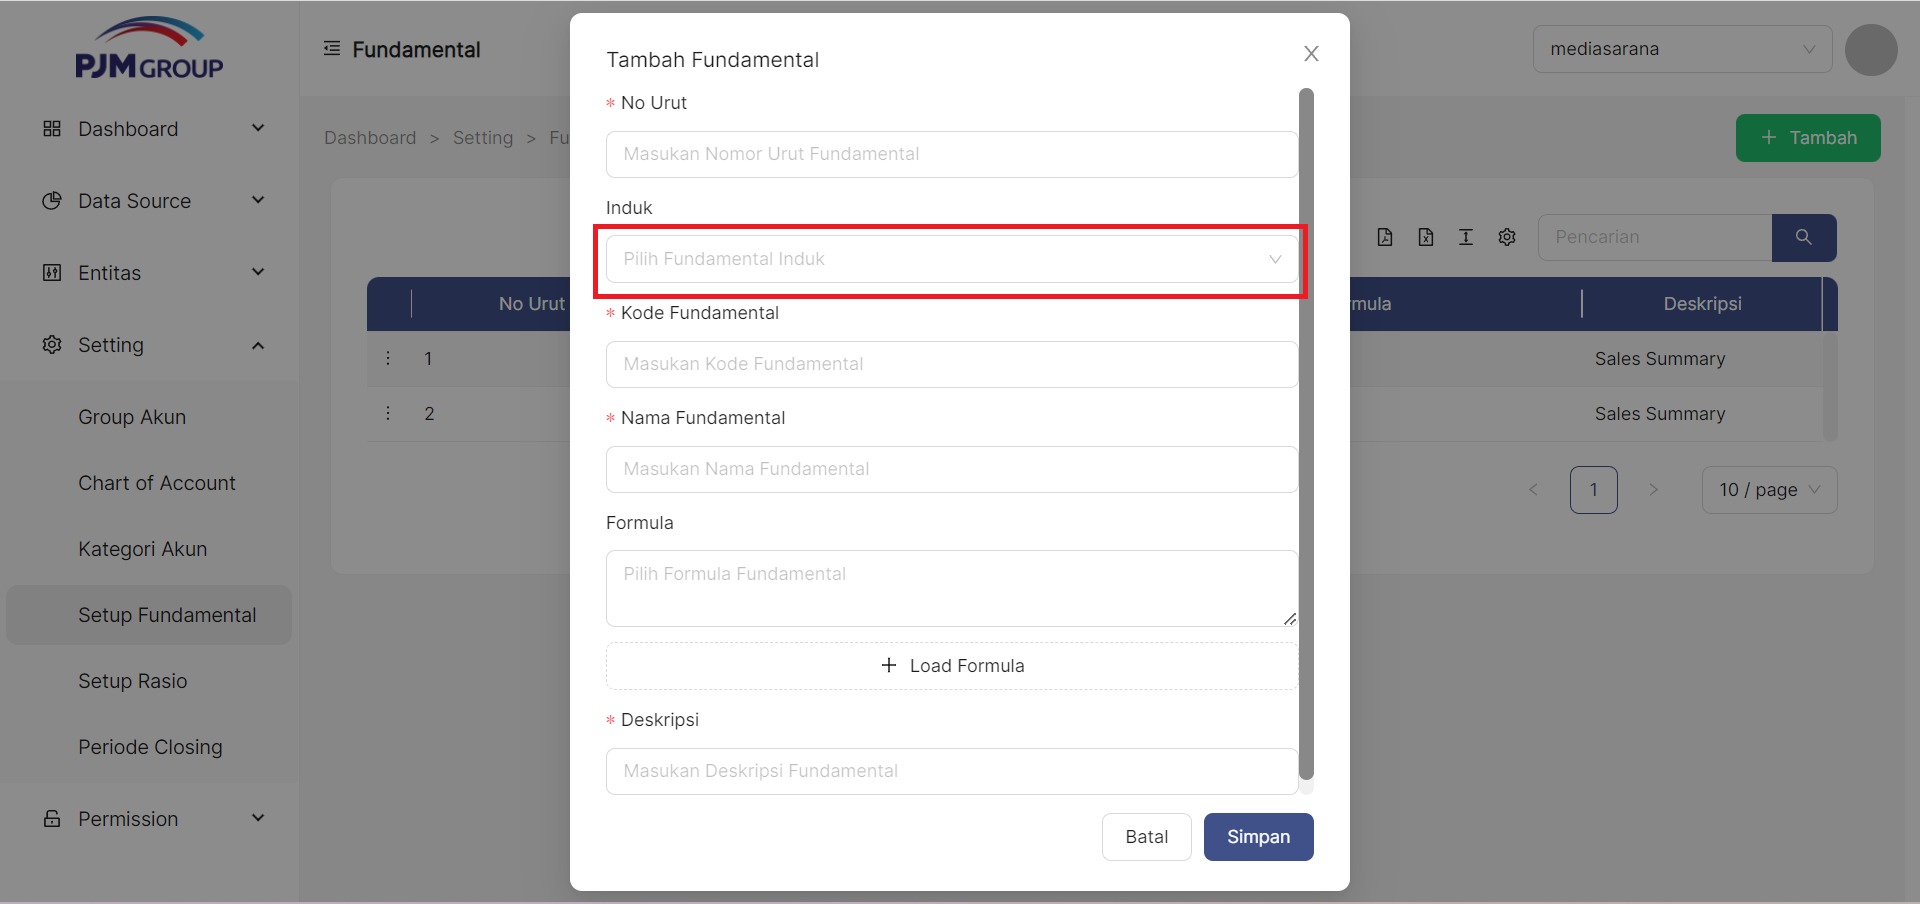 PJM GROUP
Dashboard
Data Source
Entitas
Setting
Group Akun
Chart of Account
Kategori Akun
Setup Fundamental
Setup Rasio
Periode Closing
Permission
Fundamental
mediasarana
Dashboard > Setting > Fu
+ Tambah
Pencarian
No Urut
mula
Deskripsi
1
Sales Summary
2
Sales Summary
< 1 > 10 / page
Tambah Fundamental
* No Urut
Masukan Nomor Urut Fundamental
Induk
Pilih Fundamental Induk
* Kode Fundamental
Masukan Kode Fundamental
* Nama Fundamental
Masukan Nama Fundamental
Formula
Pilih Formula Fundamental
+ Load Formula
* Deskripsi
Masukan Deskripsi Fundamental
Batal
Simpan